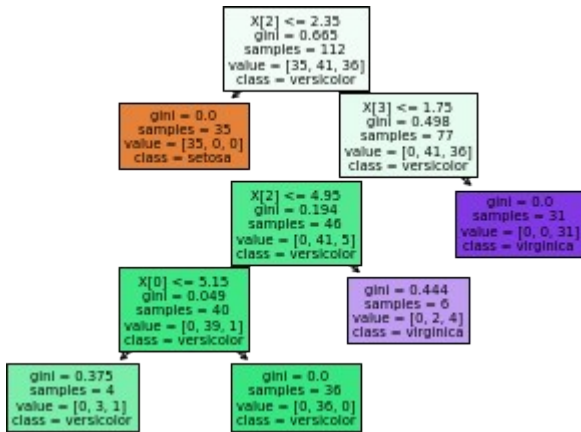 X[2] <= 2.35
gini = 0.665
samples = 112
value = [35, 41, 36]
class = versicolor
gini = 0.0
samples = 35
value = [35, 0, 0]
class = setosa
X[3] <= 1.75
gini = 0.498
samples = 77
value = [0, 41, 36]
class = versicolor
X[2] <= 4.95
gini = 0.194
samples = 46
value = [0, 41, 5]
class = versicolor
gini = 0.0
samples = 31
value = [0, 0, 31]
class = virginica
X[0] <= 5.15
gini = 0.049
samples = 40
value = [0, 39, 1]
class = versicolor
gini = 0.444
samples = 6
value = [0, 2, 4]
class = virginica
gini = 0.375
samples = 4
value = [0, 3, 1]
class = versicolor
gini = 0.0
samples = 36
value = [0, 36, 0]
class = versicolor